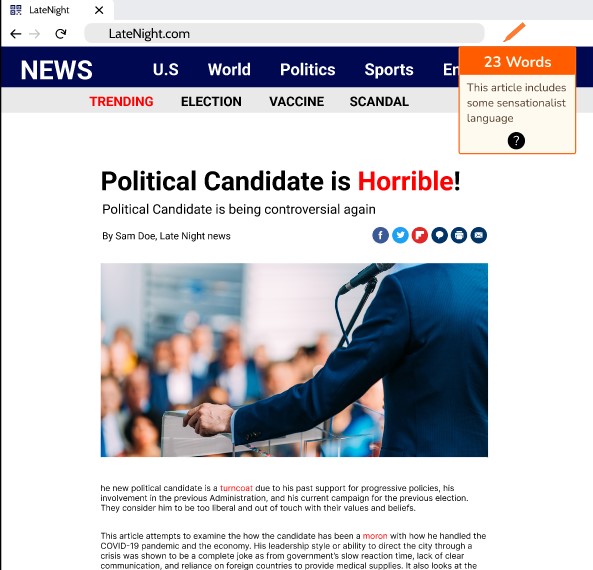 LateNight
LateNight.com
NEWS U.S World Politics Sports En
23 Words
This article includes
some sensationalist
language
?
TRENDING ELECTION VACCINE SCANDAL
Political Candidate is Horrible!
Political Candidate is being controversial again
By Sam Doe, Late Night news
he new political candidate is a turncoat due to his past support for progressive policies, his
involvement in the previous Administration, and his current campaign for the previous election.
They consider him to be too liberal and out of touch with their values and beliefs.
This article attempts to examine the how the candidate has been a moron with how he handled the
COVID-19 pandemic and the economy. His leadership style or ability to direct the city through a
crisis was shown to be a complete joke as from government's slow reaction time, lack of clear
communication, and reliance on foreign countries to provide medical supplies. It also looks at the